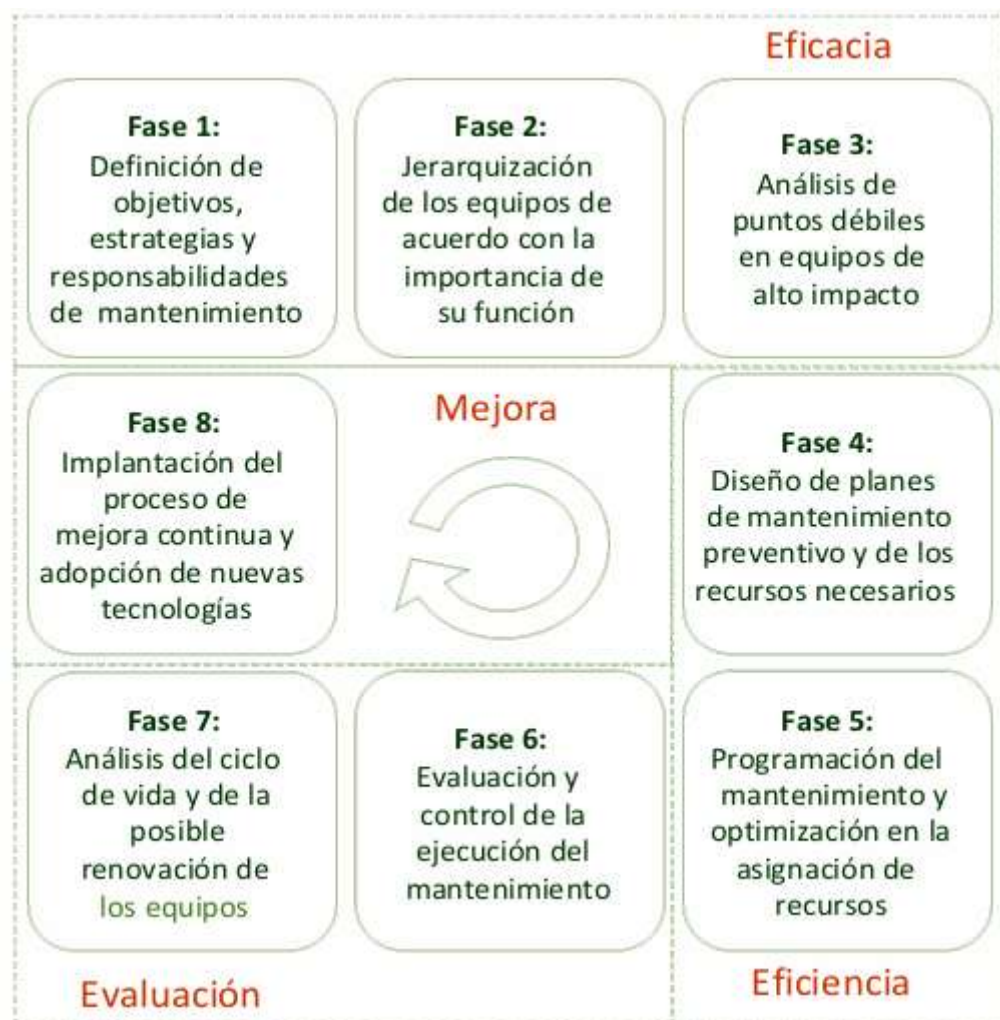 Eficacia
Fase 1:
Definición de
objetivos,
estrategias y
responsabilidades
de mantenimiento
Fase 2:
Jerarquización
de los equipos de
acuerdo con la
importancia de
su función
Fase 3:
Análisis de
puntos débiles
en equipos de
alto impacto
Fase 8:
Implantación del
proceso de
mejora continua y
adopción de nuevas
tecnologías
Mejora
Fase 4:
Diseño de planes
de mantenimiento
preventivo y de los
recursos necesarios
Fase 7:
Análisis del ciclo
de vida y de la
posible
renovación de
los equipos
Fase 6:
Evaluación y
control de la
ejecución del
mantenimiento
Fase 5:
Programación del
mantenimiento y
optimización en la
asignación de
recursos
Evaluación
Eficiencia